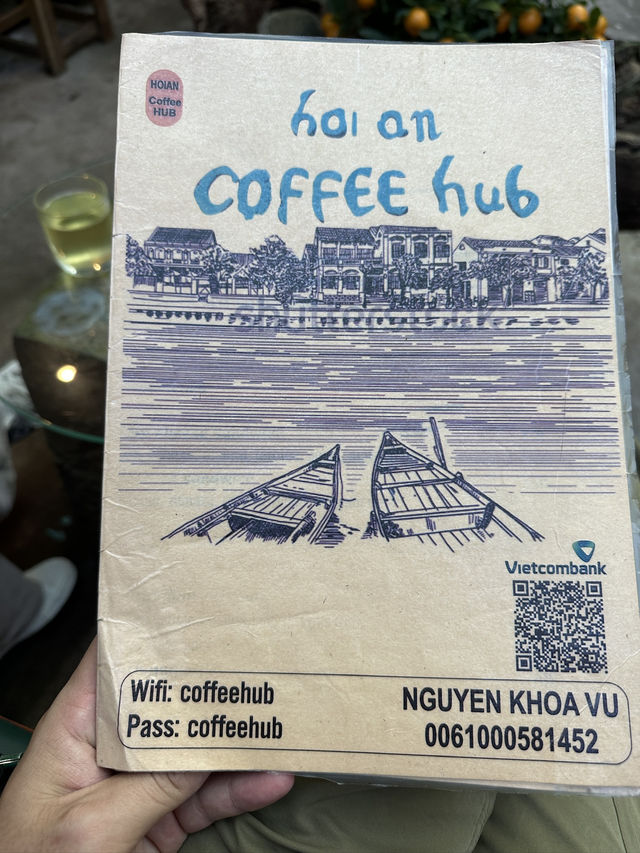 HOIAN
Coffee
HUB
hoi an
COFFEE hub
Vietcombank
Wifi: coffeehub
Pass: coffeehub
NGUYEN KHOA VU
0061000581452